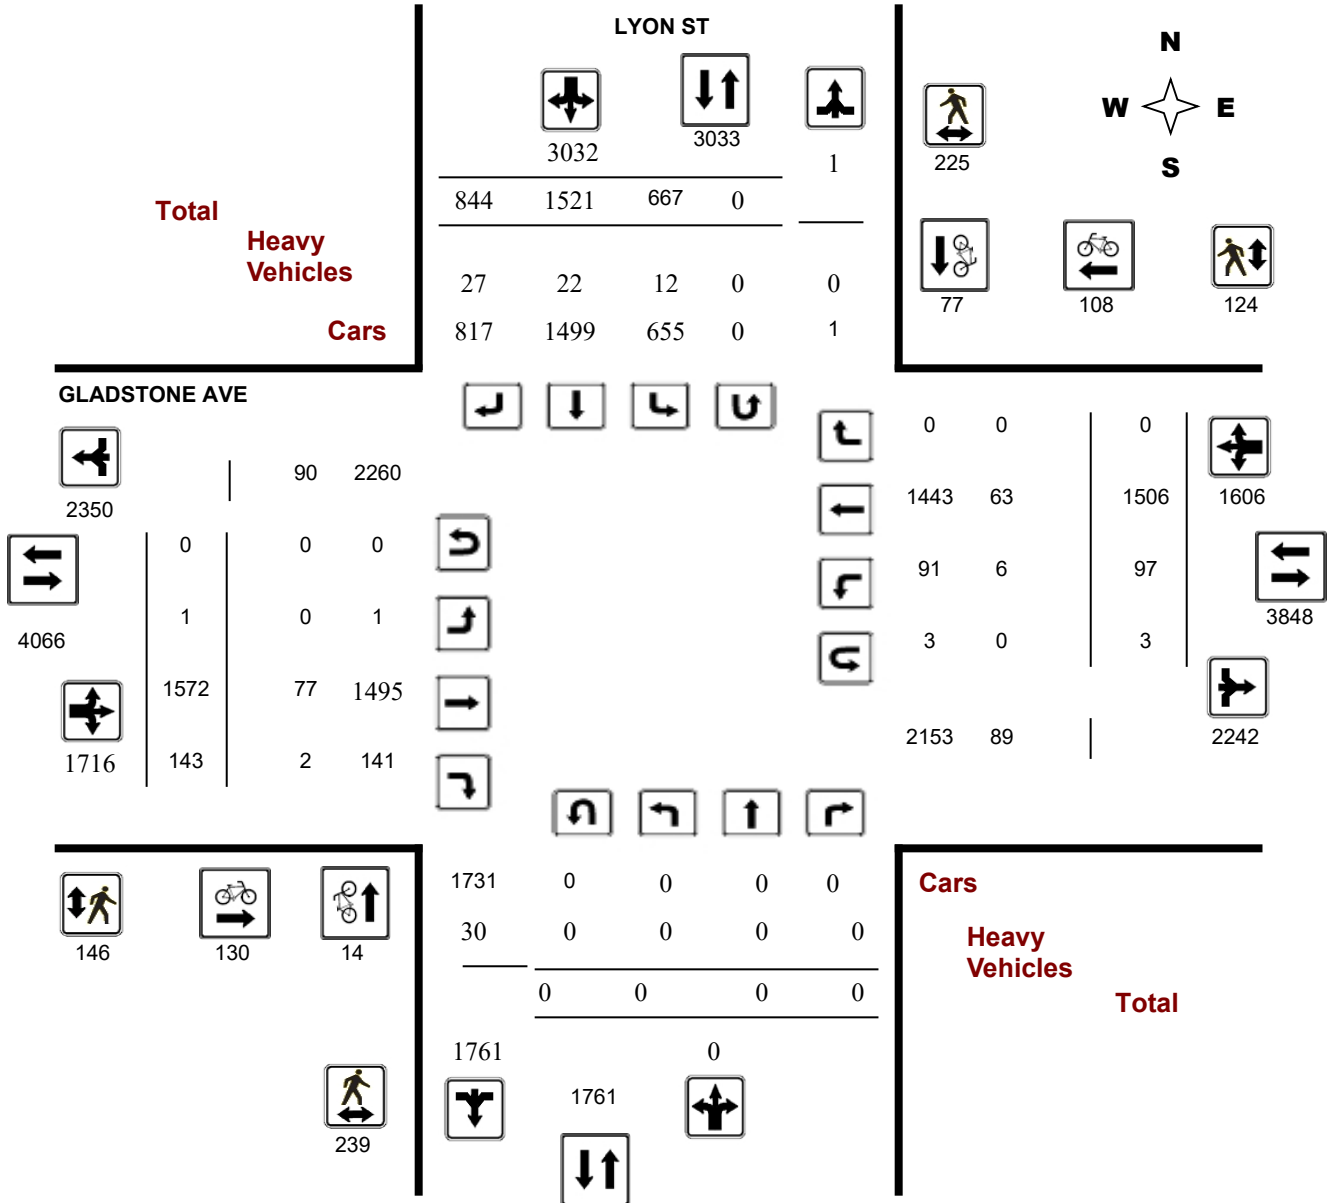 LYON ST
N
W E
S
3032
3033
1
225
844 1521 667 0
Total
Heavy
Vehicles
27 22 12 0 0
77 108 124
Cars
817 1499 655 0 1
GLADSTONE AVE
0 0 0
90 2260
2350
1443 63 1506 1606
0 0 0
91 6 97
3848
1 0 1
4066
3 0 3
1572 77 1495
2153 89 2242
1716 143 2 141
1731 0 0 0 0
Cars
30 0 0 0 0
Heavy
Vehicles
146 130 14
0 0 0 0
Total
1761 0
1761
239